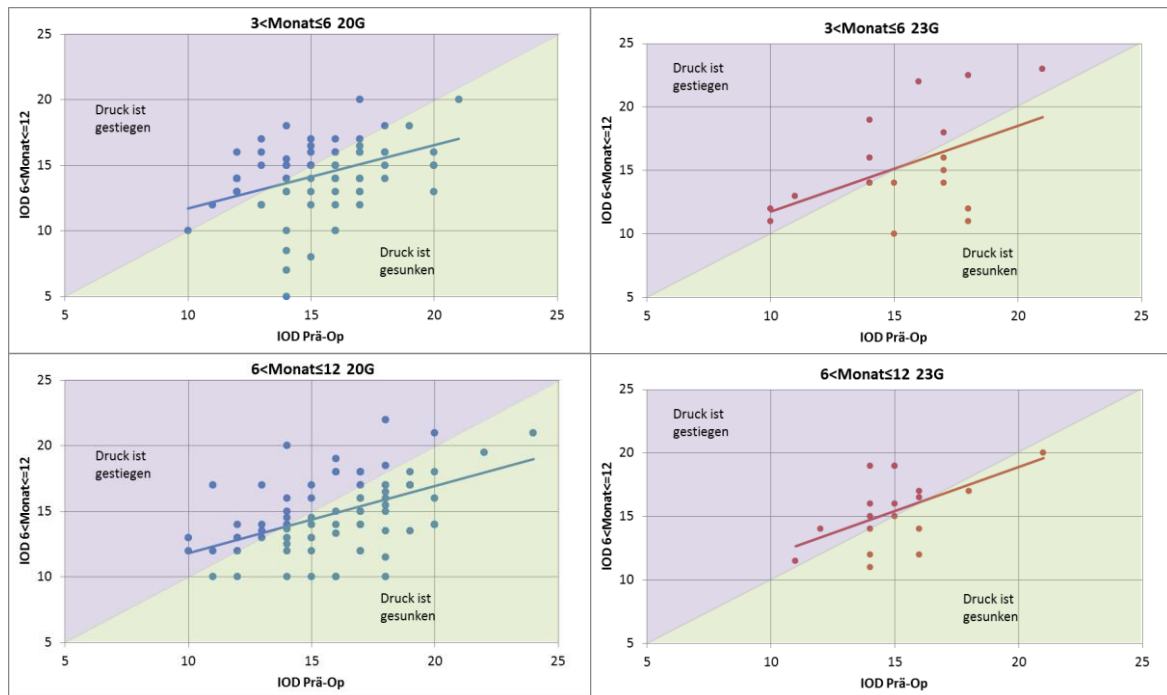 3<Monat≤6 20G
25
20
15
10
5
IOD 6<Monat<=12
Druck ist
gestiegen
Druck ist
gesunken
5 10 15 20 25
IOD Prä-Op
3<Monat≤6 23G
25
20
15
10
5
IOD 6<Monat<=12
Druck ist
gestiegen
Druck ist
gesunken
5 10 15 20 25
IOD Prä-Op
6<Monat≤12 20G
25
20
15
10
5
IOD 6<Monat<=12
Druck ist
gestiegen
Druck ist
gesunken
5 10 15 20 25
IOD Prä-Op
6<Monat≤12 23G
25
20
15
10
5
IOD 6<Monat<=12
Druck ist
gestiegen
Druck ist
gesunken
5 10 15 20 25
IOD Prä-Op